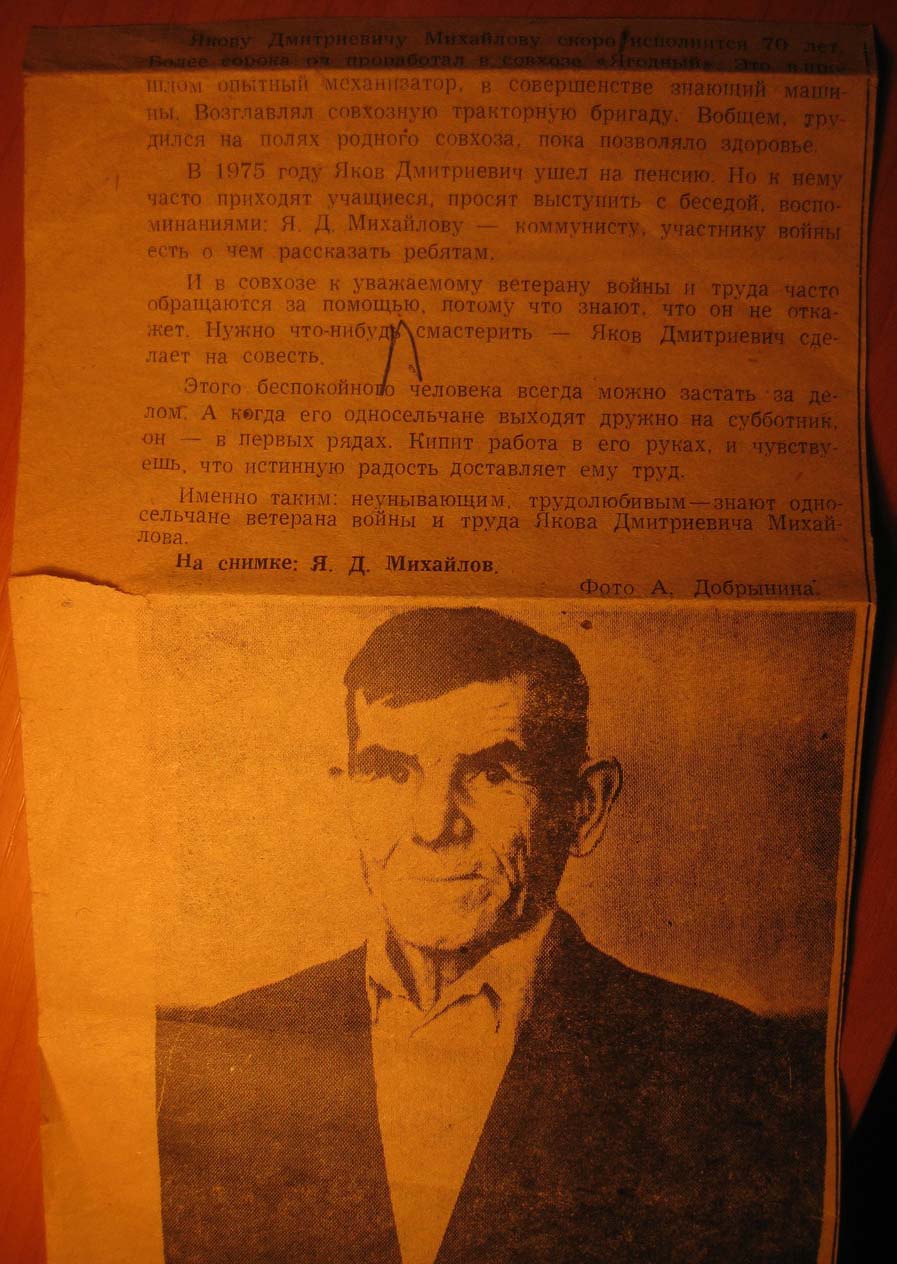 Якову Дмитриевичу Михайлову скоро исполнится 70 лет.
Более сорока он проработал в совхозе «Ягодный». Это в про-
шлом опытный механизатор, в совершенстве знающий маши-
ны. Возглавлял совхозную тракторную бригаду. Вобщем, тру-
дился на полях родного совхоза, пока позволяло здоровье.
В 1975 году Яков Дмитриевич ушел на пенсию. Но к нему
часто приходят учащиеся, просят выступить с беседой, воспо-
минаниями: Я. Д. Михайлову — коммунисту, участнику войны
есть о чем рассказать ребятам.
И в совхозе к уважаемому ветерану войны и труда часто
обращаются за помощью, потому что знают, что он не отка-
жет. Нужно что-нибудь смастерить — Яков Дмитриевич сде-
лает на совесть.
Этого беспокойного человека всегда можно застать за де-
лом. А когда его односельчане выходят дружно на субботник,
он — в первых рядах. Кипит работа в его руках, и чувству-
ешь, что истинную радость доставляет ему труд.
Именно таким: неунывающим, трудолюбивым—знают одно-
сельчане ветерана войны и труда Якова Дмитриевича Михай-
лова.
На снимке: Я. Д. Михайлов.
Фото А. Добрынина.